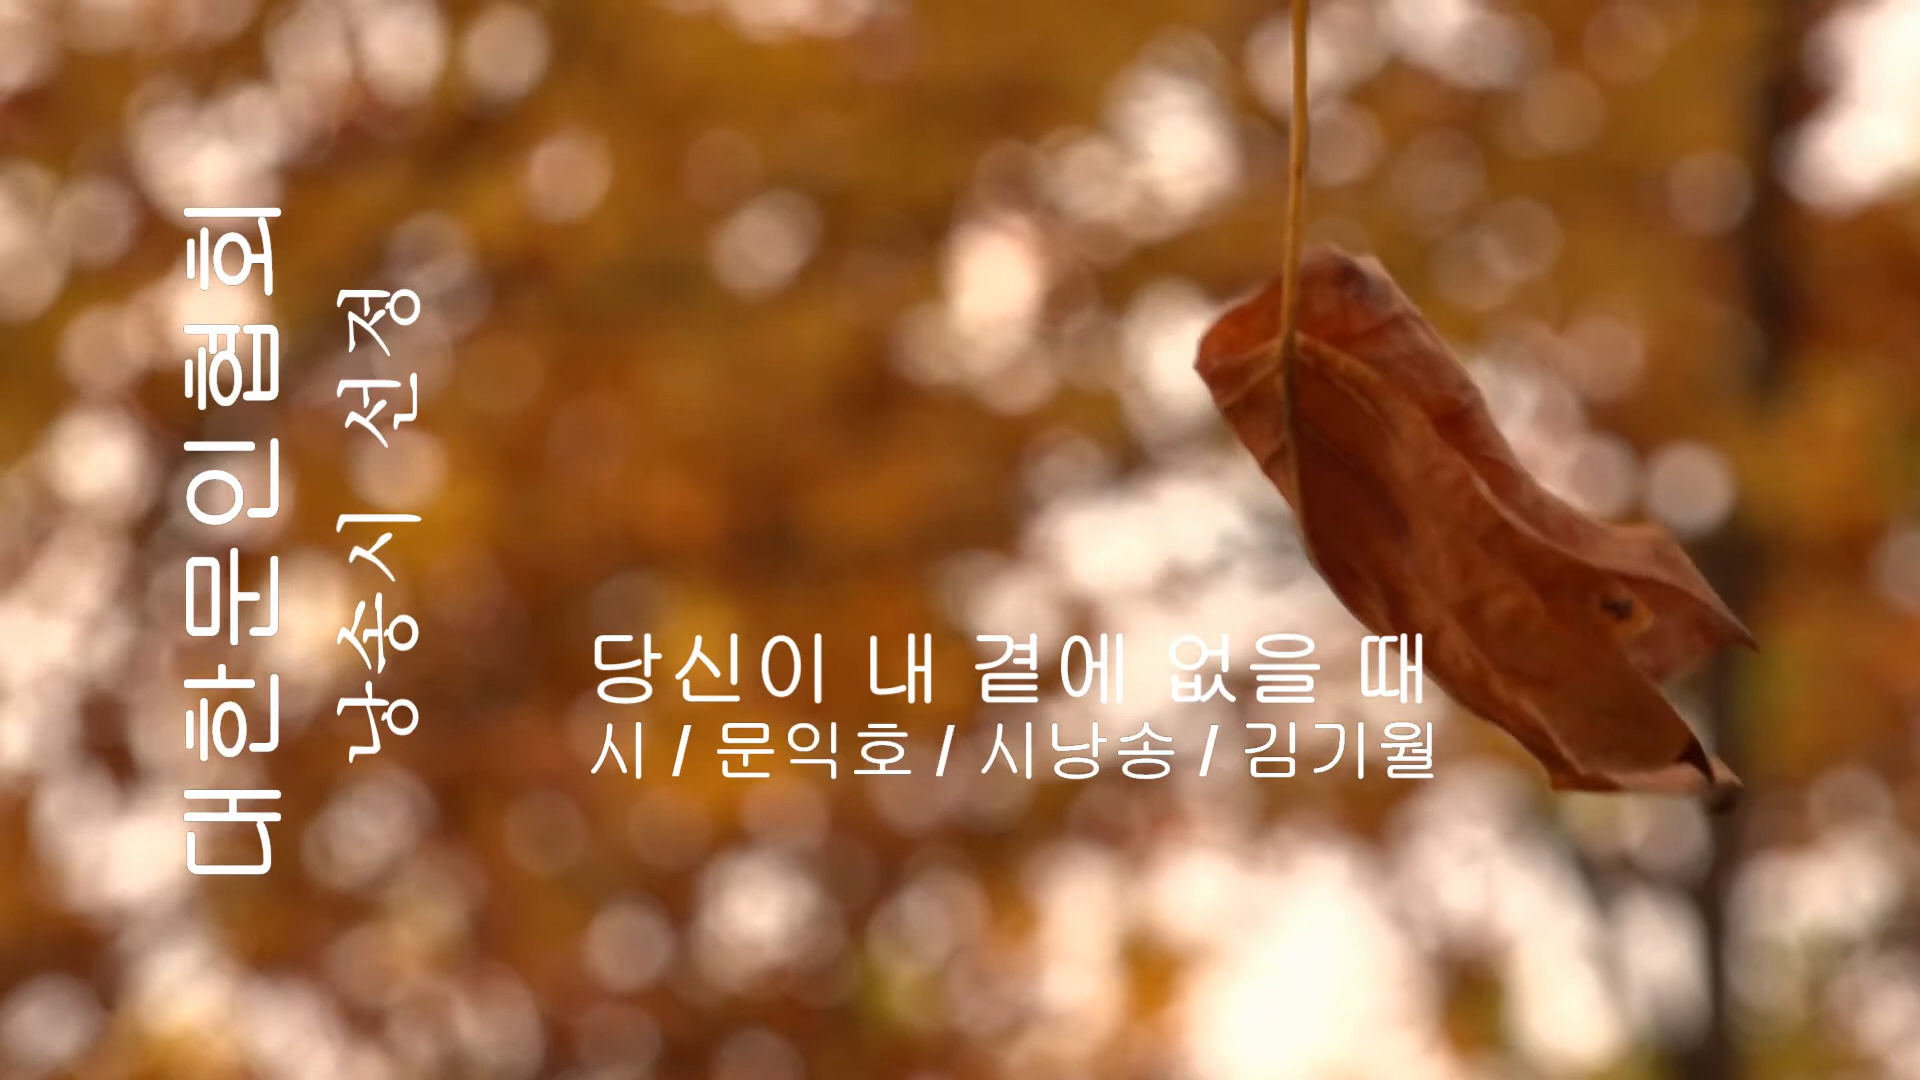 대한문인협회
낭송시 선정
당신이 내 곁에 없을 때
시 / 문익호 / 시낭송 / 김기월